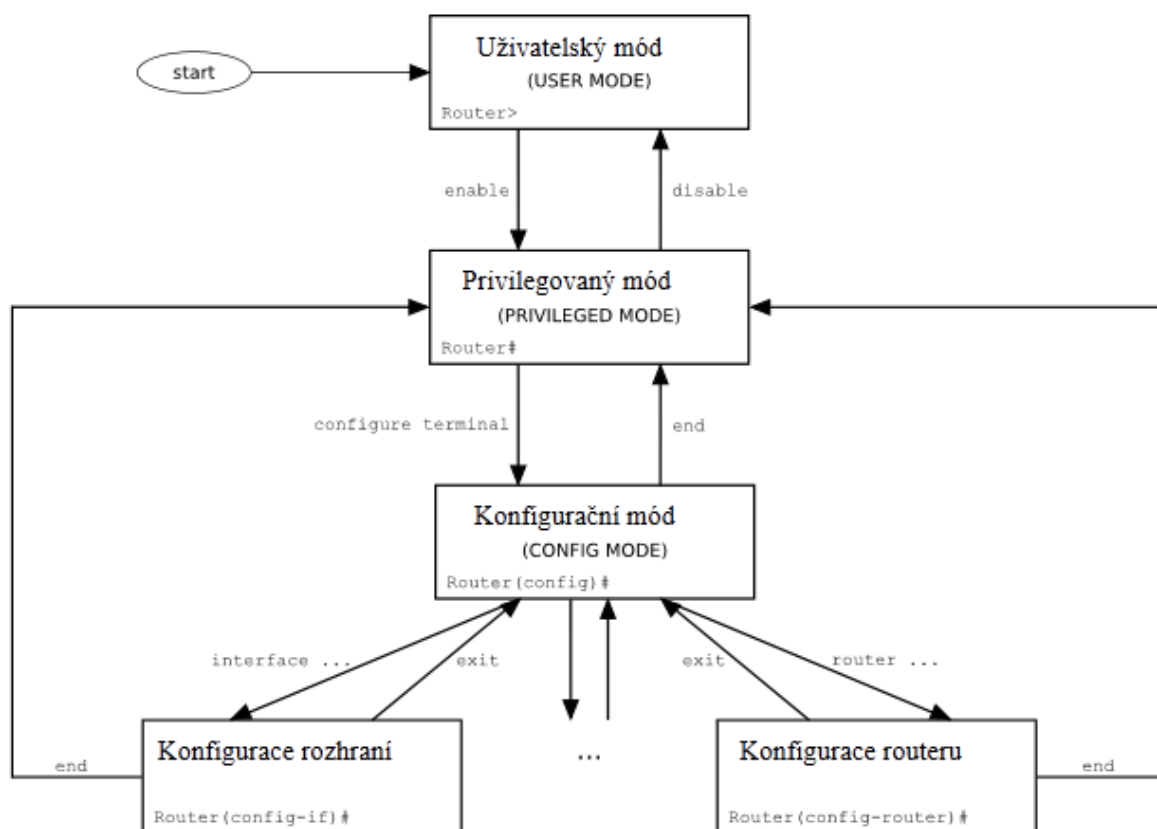 Uživatelský mód
start
(USER MODE)
Router>
enable
disable
Privilegovaný mód
(PRIVILEGED MODE)
Router#
configure terminal
end
Konfigurační mód
(CONFIG MODE)
Router(config)#
interface ...
exit
exit
router ...
Konfigurace rozhraní
...
Konfigurace routeru
end
end
Router(config-if)#
Router(config-router)#